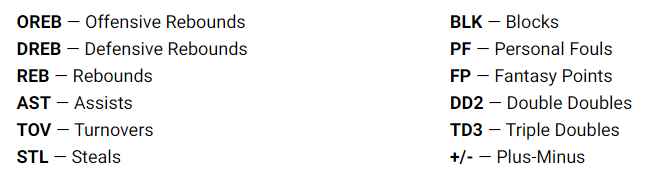 OREB — Offensive Rebounds
DREB — Defensive Rebounds
REB — Rebounds
AST — Assists
TOV — Turnovers
STL — Steals
BLK — Blocks
PF — Personal Fouls
FP — Fantasy Points
DD2 — Double Doubles
TD3 — Triple Doubles
+/- — Plus-Minus